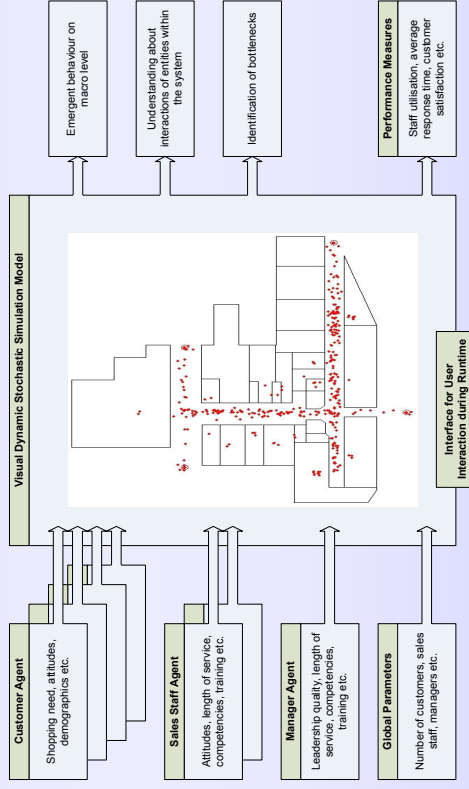 Visual Dynamic Stochastic Simulation Model
Customer Agent
Shopping need, attitudes,
demographics etc.
Sales Staff Agent
Attitudes, length of service,
competencies, training etc.
Manager Agent
Leadership quality, length of
service, competencies,
training etc.
Global Parameters
Number of customers, sales
staff, managers etc.
Interface for User
Interaction during Runtime
Emergent behaviour on
macro level
Understanding about
interactions of entities within
the system
Identification of bottlenecks
Performance Measures
Staff utilisation, average
response time, customer
satisfaction etc.